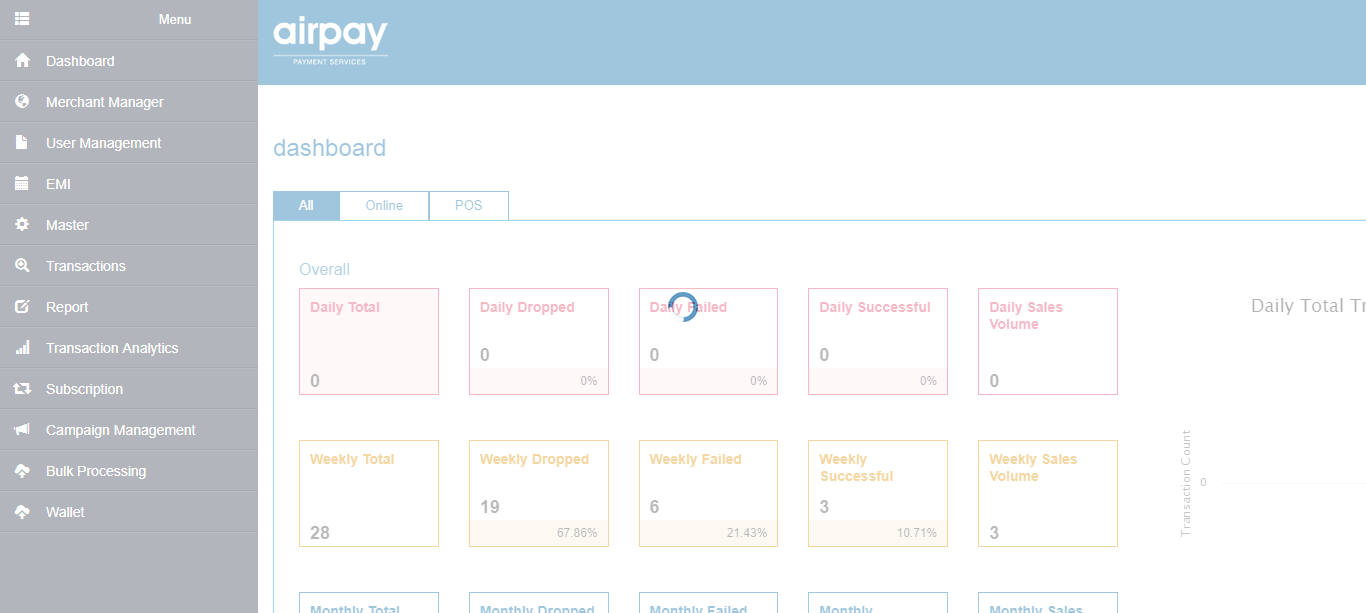 Menu
Dashboard
Merchant Manager
User Management
EMI
Master
Transactions
Report
Transaction Analytics
Subscription
Campaign Management
Bulk Processing
Wallet
airpay
PAYMENT SERVICES
dashboard
All Online POS
Overall
Daily Total
0
Daily Dropped
0
0%
Daily Failed
0
0%
Daily Successful
0
0%
Daily Sales
Volume
0
Weekly Total
28
Weekly Dropped
19
67.86%
Weekly Failed
6
21.43%
Weekly
Successful
3
10.71%
Weekly Sales
Volume
3
Monthly Total
Monthly Dropped
Monthly Failed
Monthly
Monthly Sales
Daily Total Tr
Transaction Count
0